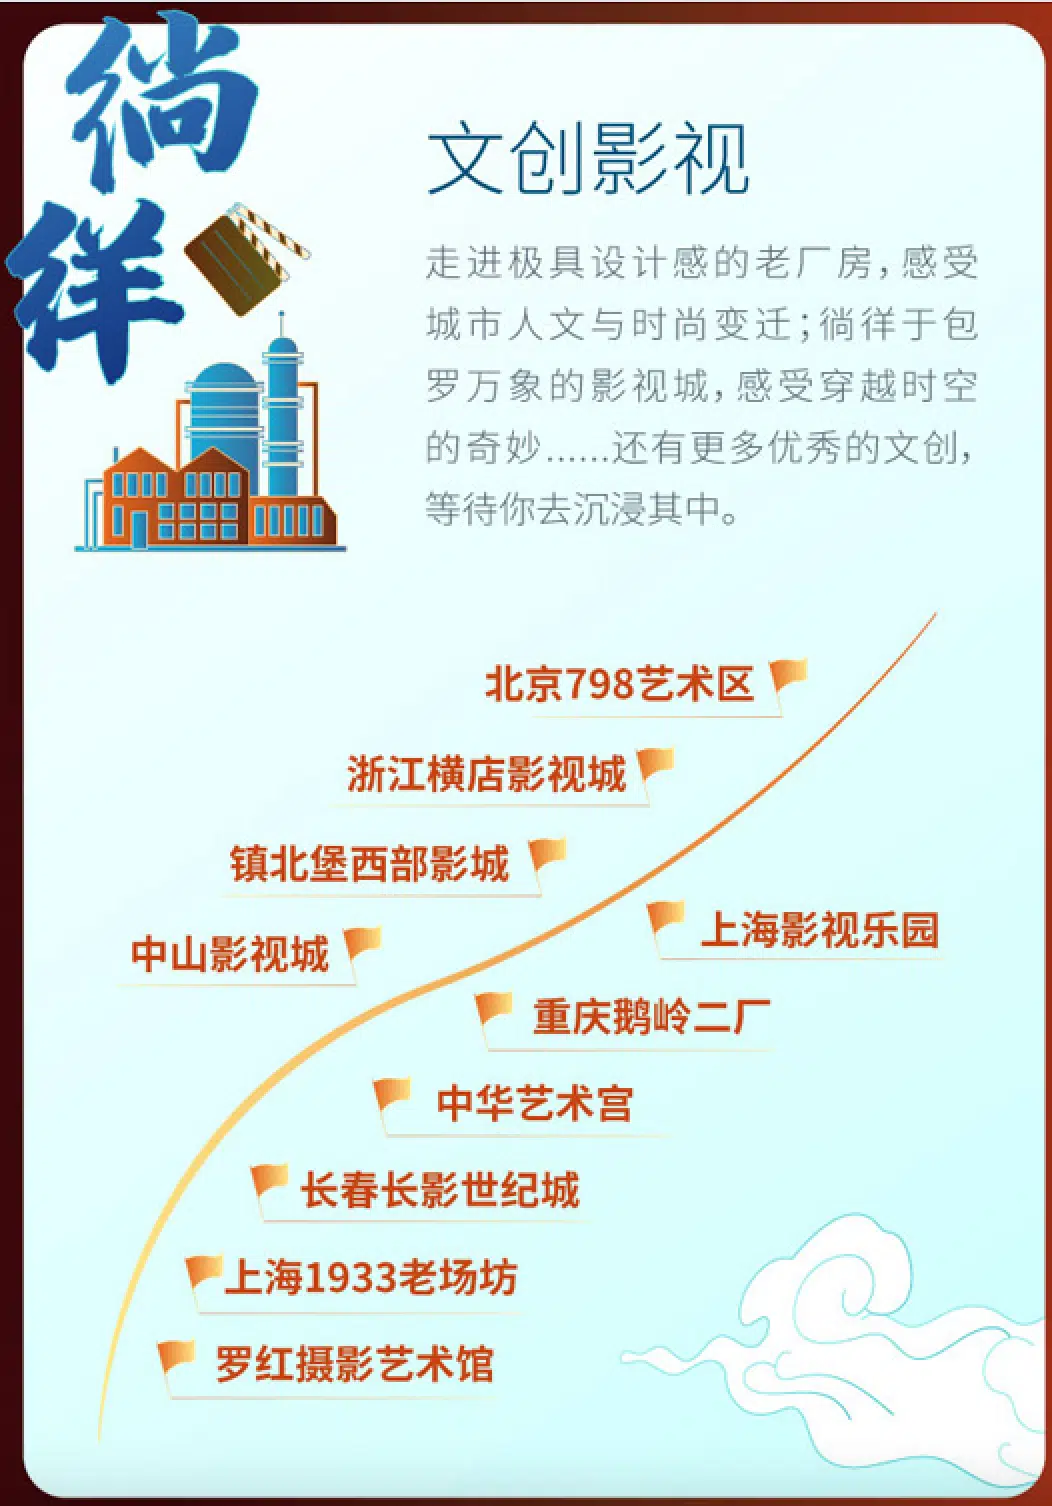 徜徉
文创影视
走进极具设计感的老厂房，感受
城市人文与时尚变迁；徜徉于包
罗万象的影视城，感受穿越时空
的奇妙......还有更多优秀的文创，
等待你去沉浸其中。
北京798艺术区
浙江横店影视城
镇北堡西部影城
上海影视乐园
中山影视城
重庆鹅岭二厂
中华艺术宫
长春长影世纪城
上海1933老场坊
罗红摄影艺术馆